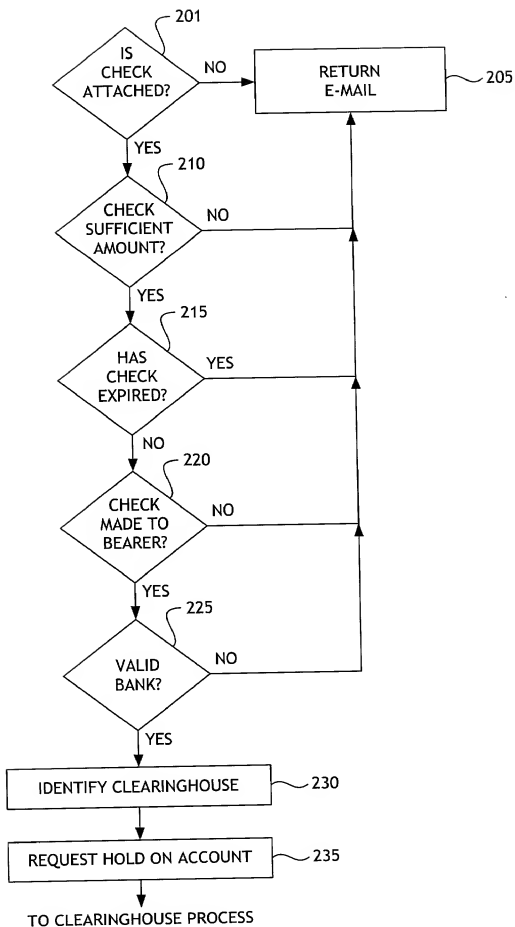 201
IS
CHECK
ATTACHED?
NO
RETURN
E-MAIL
205
YES
210
CHECK
SUFFICIENT
AMOUNT?
NO
YES
215
HAS
CHECK
EXPIRED?
YES
NO
220
CHECK
MADE TO
BEARER?
NO
YES
225
VALID
BANK?
NO
YES
IDENTIFY CLEARINGHOUSE
230
REQUEST HOLD ON ACCOUNT
235
TO CLEARINGHOUSE PROCESS